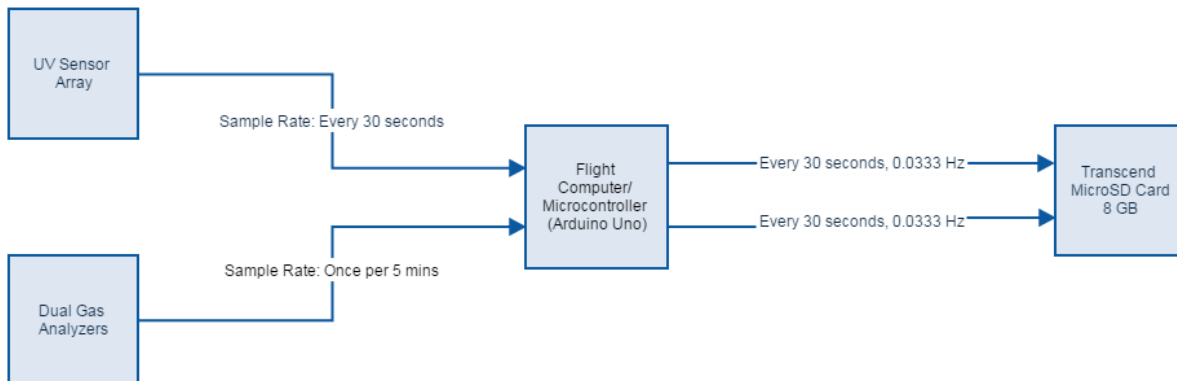 UV Sensor
Array
Sample Rate: Every 30 seconds
Flight
Computer/
Microcontroller
(Arduino Uno)
Every 30 seconds, 0.0333 Hz
Every 30 seconds, 0.0333 Hz
Transcend
MicroSD Card
8 GB
Sample Rate: Once per 5 mins
Dual Gas
Analyzers